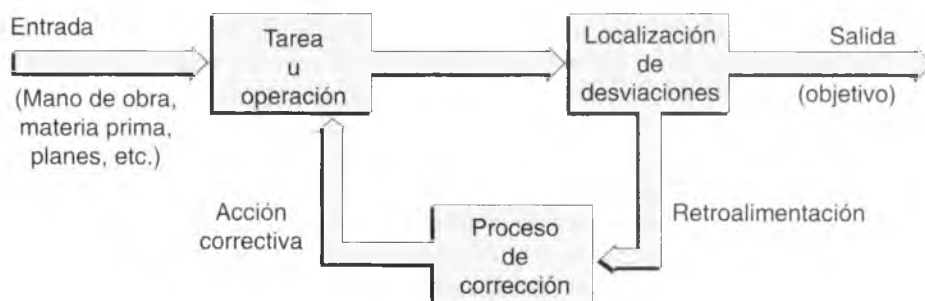 Entrada
(Mano de obra,
materia prima,
planes, etc.)
Tarea
u
operación
Localización
de
desviaciones
Salida
(objetivo)
Retroalimentación
Proceso
de
corrección
Acción
correctiva